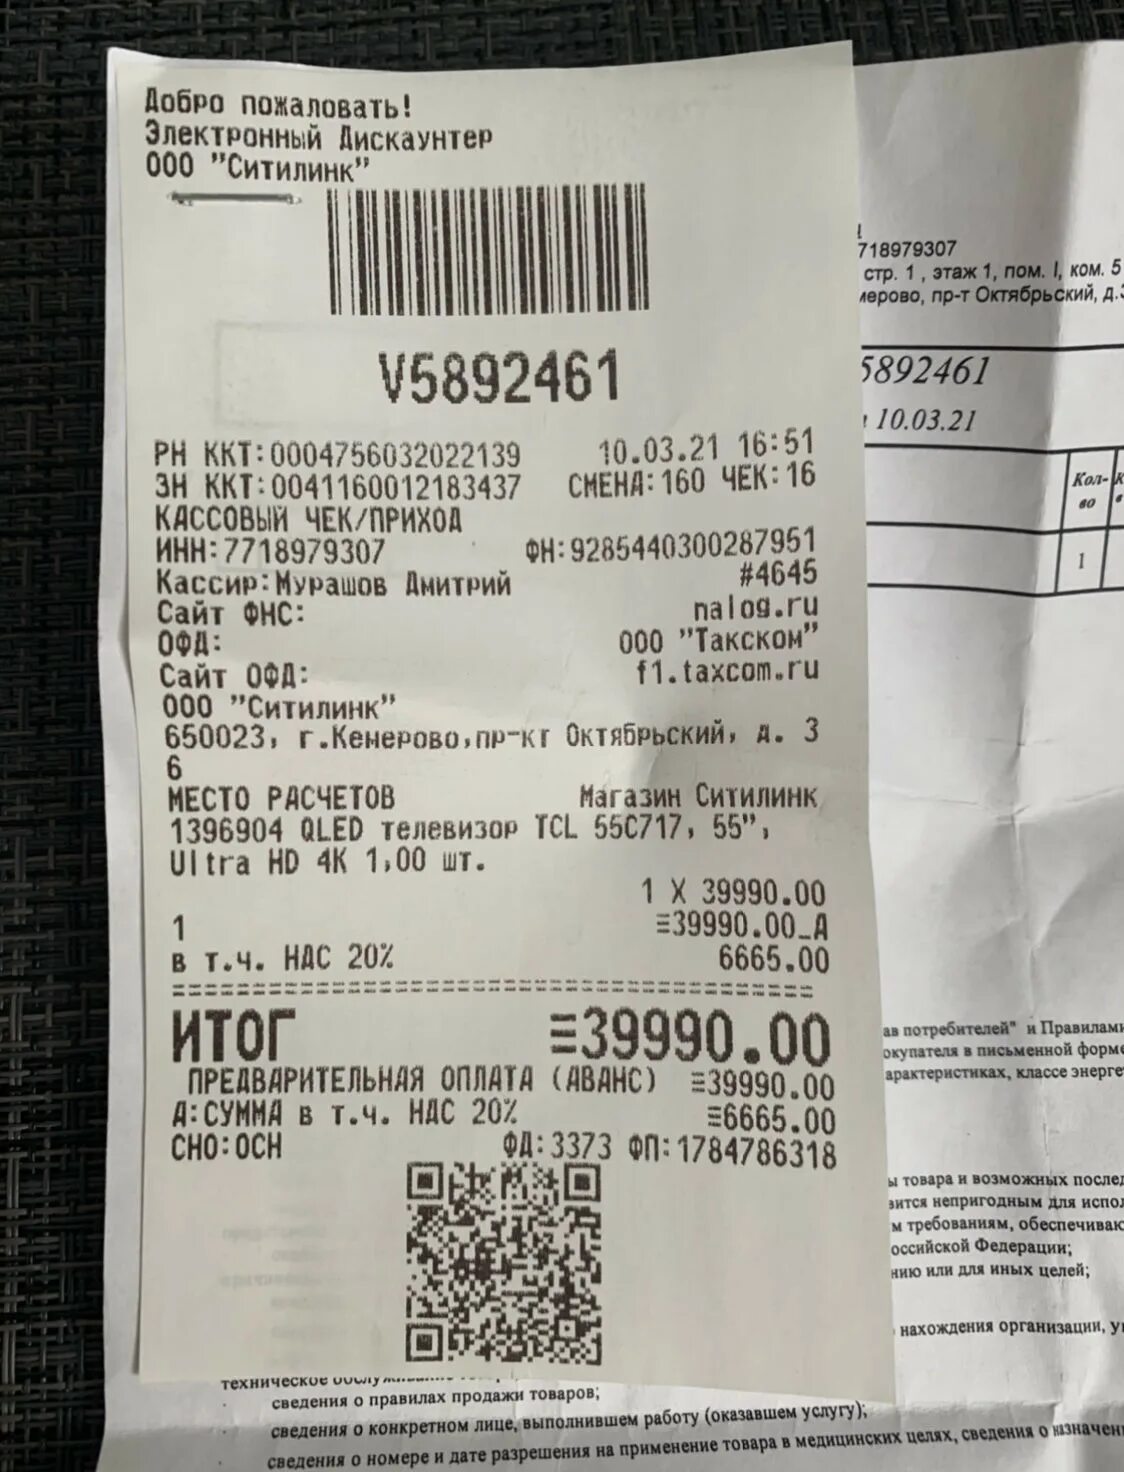 Добро пожаловать!
Электронный Дискаунтер
ООО "Ситилинк"
V5892461
РН ККТ:0004756032022139 10.03.21 16:51
ЗН ККТ:0041160012183437 СМЕНА:160 ЧЕК:16
КАССОВЫЙ ЧЕК/ПРИХОД
ИНН:7718979307 ФН:9285440300287951
Кассир:Мурашов Дмитрий #4645
Сайт ФНС: nalog.ru
ОФД: ООО "Такском"
Сайт ОФД: f1.taxcom.ru
ООО "Ситилинк"
650023, г.Кемерово,пр-кт Октябрьский, д. 3
6
МЕСТО РАСЧЕТОВ Магазин Ситилинк
1396904 QLED телевизор TCL 55C717, 55",
Ultra HD 4K 1,00 шт.
1 X 39990.00
1 ≡39990.00_А
в т.ч. НДС 20% 6665.00
ИТОГ ≡39990.00
ПРЕДВАРИТЕЛЬНАЯ ОПЛАТА (АВАНС) ≡39990.00
А:СУММА в т.ч. НДС 20% ≡6665.00
СНО:ОСН ФД:3373 ФП:1784786318
718979307
стр. 1 , этаж 1, пом. I, ком. 5
мерово, пр-т Октябрьский, д.3
5892461
10.03.21
Кол-
во
1
ав потребителей" и Правилами
окупателя в письменной форме
арактеристиках, классе энерге
ы товара и возможных послед
вится непригодным для испол
м требованиям, обеспечиваю
оссийской Федерации;
нию или для иных целей;
нахождения организации, у
техническое
сведения о правилах продажи товаров;
сведения о конкретном лице, выполнившем работу (оказавшем услугу);
сведения о номере и дате разрешения на применение товара в медицинских целях, сведения о назначен